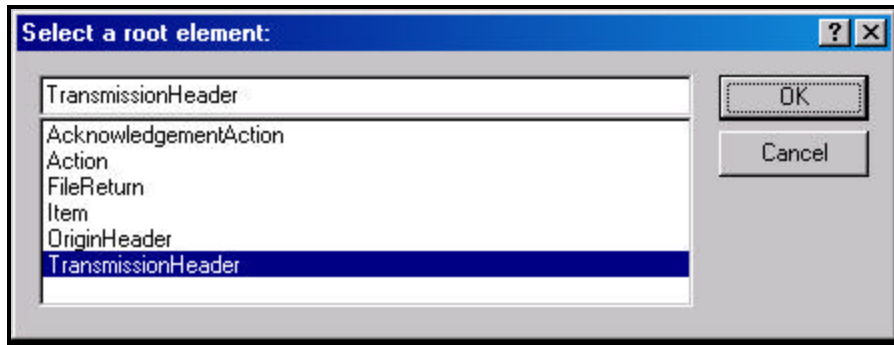 Select a root element:
? X
TransmissionHeader
OK
AcknowledgementAction
Action
Cancel
FileReturn
Item
OriginHeader
TransmissionHeader